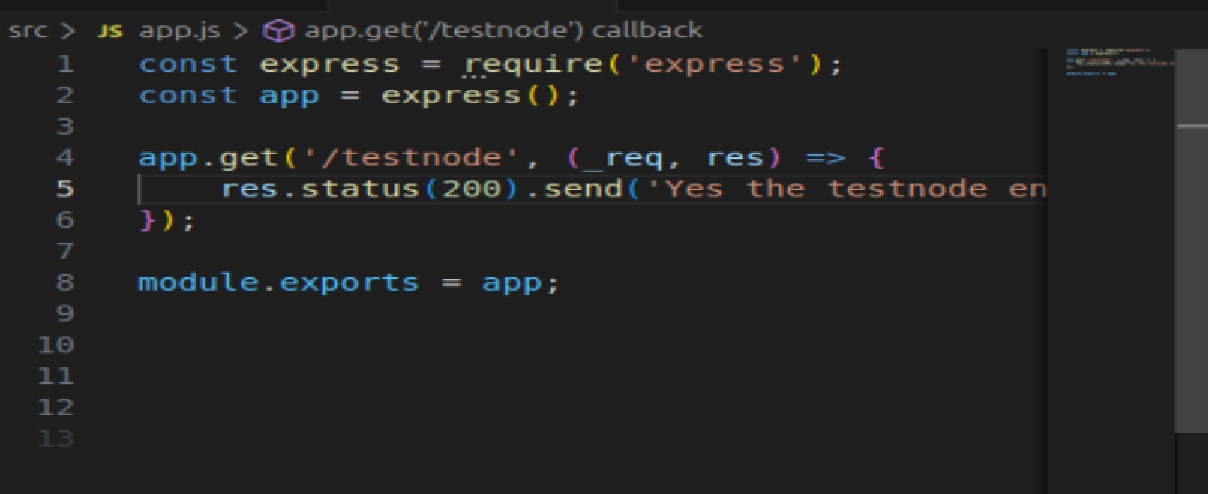 src > JS app.js > app.get('/testnode') callback
1 const express = require('express');
2 const app = express();
3
4 app.get('/testnode', (_req, res) => {
5     res.status(200).send('Yes the testnode en
6 });
7
8 module.exports = app;
9
10
11
12
13